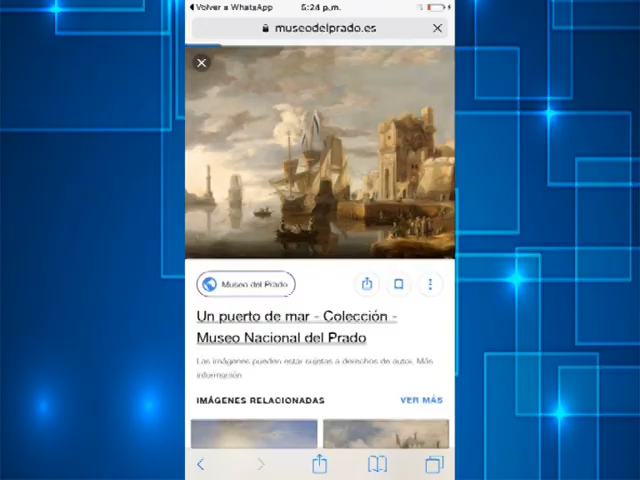 Volver a WhatsApp 5:24 p.m.
museodelprado.es
Museo del Prado
Un puerto de mar - Colección -
Museo Nacional del Prado
Las imágenes pueden estar sujetas a derechos de autor. Más
información
IMÁGENES RELACIONADAS VER MÁS